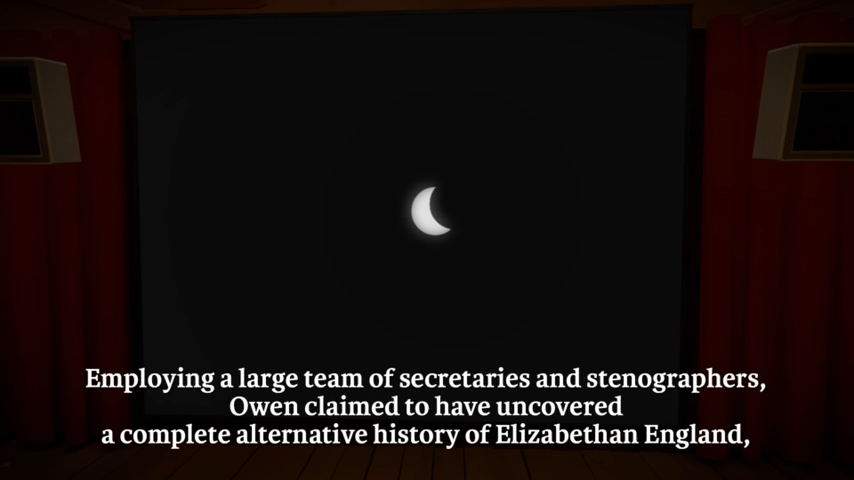 Employing a large team of secretaries and stenographers,
Owen claimed to have uncovered
a complete alternative history of Elizabethan England,